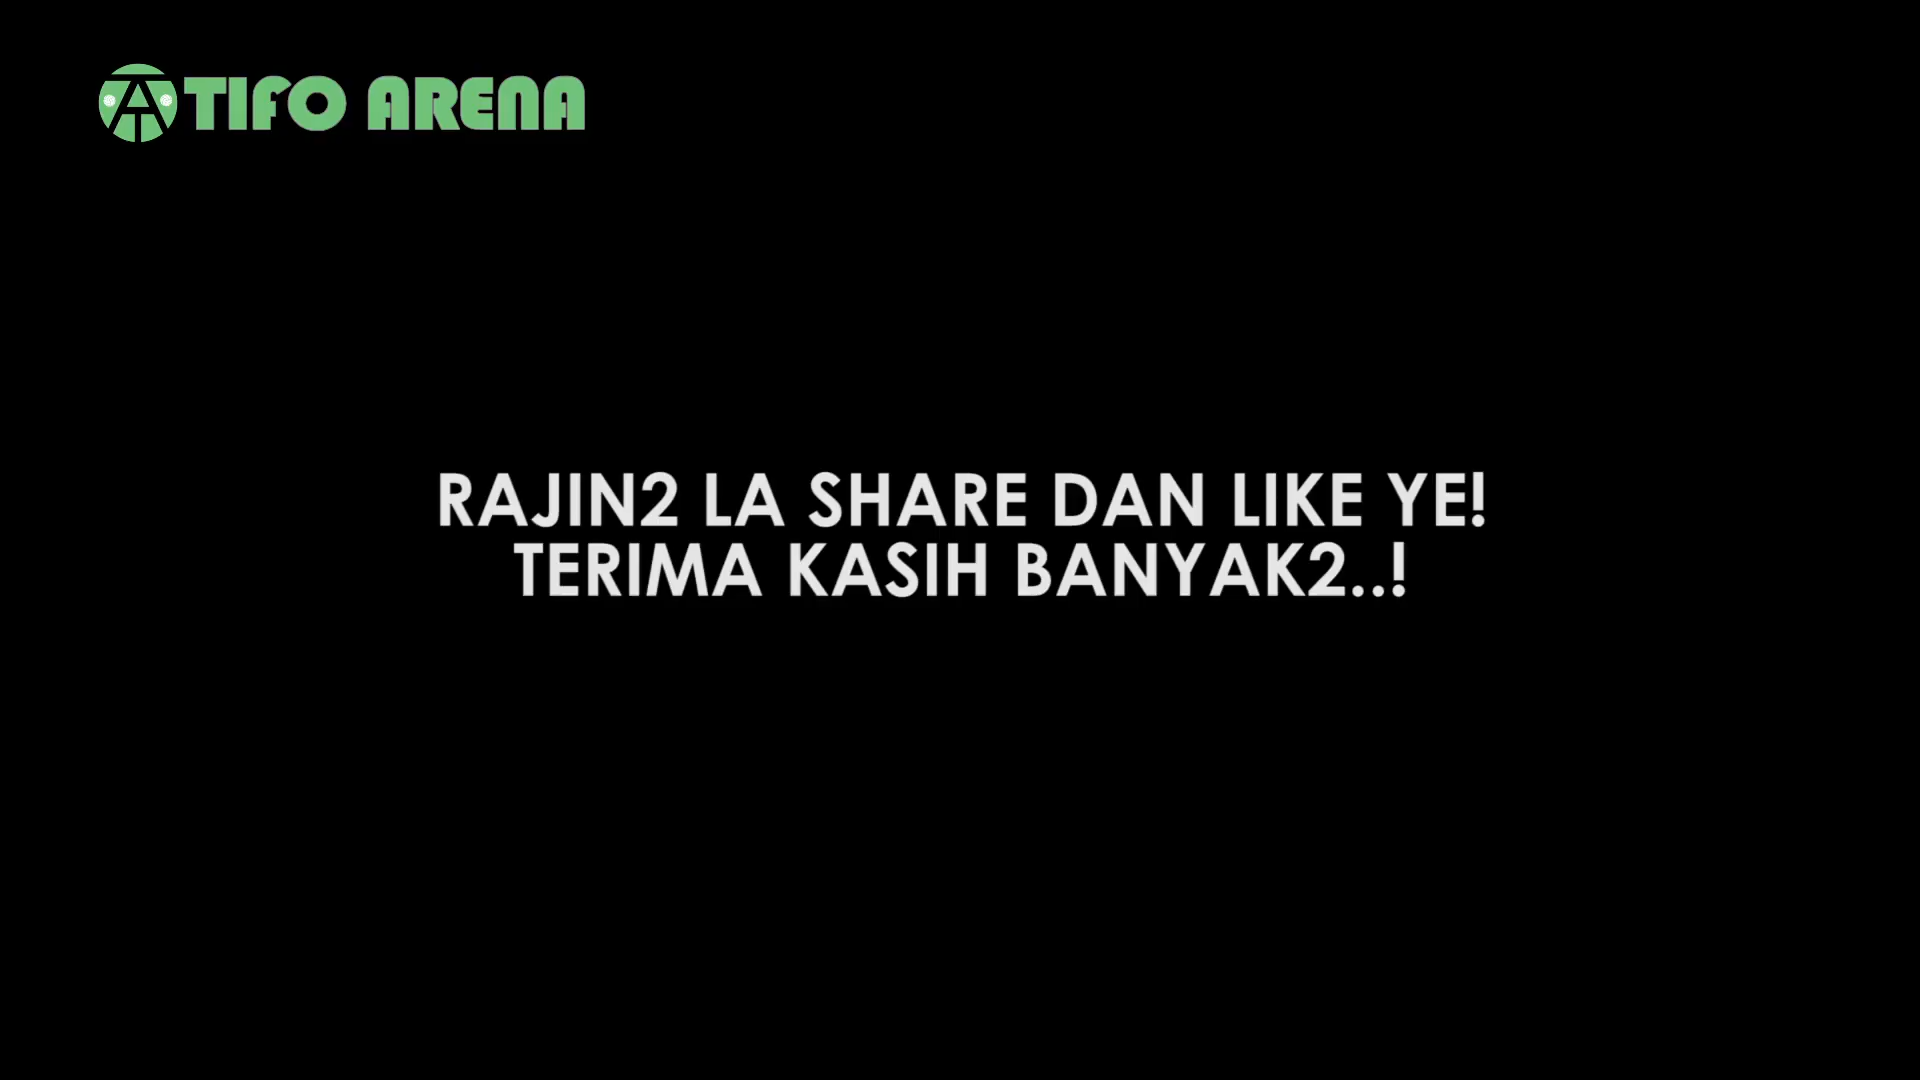 TIFO ARENA
RAJIN2 LA SHARE DAN LIKE YE!
TERIMA KASIH BANYAK2..!